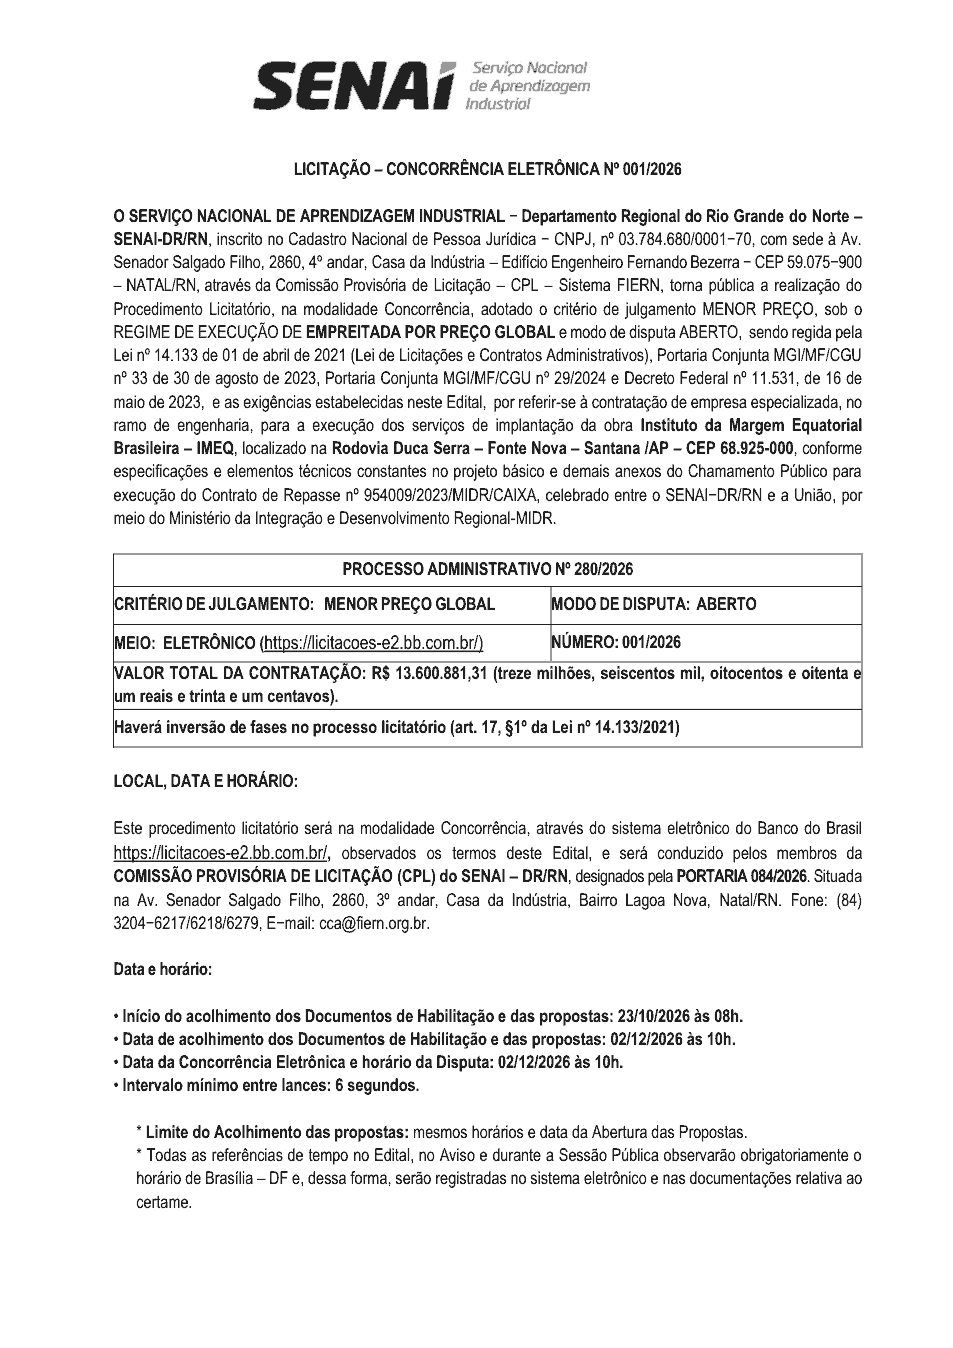 SENAI
Serviço Nacional
de Aprendizagem
Industrial
LICITAÇÃO – CONCORRÊNCIA ELETRÔNICA Nº 001/2026
O SERVIÇO NACIONAL DE APRENDIZAGEM INDUSTRIAL − Departamento Regional do Rio Grande do Norte –
SENAI-DR/RN, inscrito no Cadastro Nacional de Pessoa Jurídica − CNPJ, nº 03.784.680/0001−70, com sede à Av.
Senador Salgado Filho, 2860, 4º andar, Casa da Indústria – Edifício Engenheiro Fernando Bezerra − CEP 59.075−900
– NATAL/RN, através da Comissão Provisória de Licitação – CPL – Sistema FIERN, torna pública a realização do
Procedimento Licitatório, na modalidade Concorrência, adotado o critério de julgamento MENOR PREÇO, sob o
REGIME DE EXECUÇÃO DE EMPREITADA POR PREÇO GLOBAL e modo de disputa ABERTO, sendo regida pela
Lei nº 14.133 de 01 de abril de 2021 (Lei de Licitações e Contratos Administrativos), Portaria Conjunta MGI/MF/CGU
nº 33 de 30 de agosto de 2023, Portaria Conjunta MGI/MF/CGU nº 29/2024 e Decreto Federal nº 11.531, de 16 de
maio de 2023, e as exigências estabelecidas neste Edital, por referir-se à contratação de empresa especializada, no
ramo de engenharia, para a execução dos serviços de implantação da obra Instituto da Margem Equatorial
Brasileira – IMEQ, localizado na Rodovia Duca Serra – Fonte Nova – Santana /AP – CEP 68.925-000, conforme
especificações e elementos técnicos constantes no projeto básico e demais anexos do Chamamento Público para
execução do Contrato de Repasse nº 954009/2023/MIDR/CAIXA, celebrado entre o SENAI−DR/RN e a União, por
meio do Ministério da Integração e Desenvolvimento Regional-MIDR.
PROCESSO ADMINISTRATIVO Nº 280/2026
CRITÉRIO DE JULGAMENTO: MENOR PREÇO GLOBAL
MODO DE DISPUTA: ABERTO
MEIO: ELETRÔNICO (https://licitacoes-e2.bb.com.br/)
NÚMERO: 001/2026
VALOR TOTAL DA CONTRATAÇÃO: R$ 13.600.881,31 (treze milhões, seiscentos mil, oitocentos e oitenta e
um reais e trinta e um centavos).
Haverá inversão de fases no processo licitatório (art. 17, §1º da Lei nº 14.133/2021)
LOCAL, DATA E HORÁRIO:
Este procedimento licitatório será na modalidade Concorrência, através do sistema eletrônico do Banco do Brasil
https://licitacoes-e2.bb.com.br/, observados os termos deste Edital, e será conduzido pelos membros da
COMISSÃO PROVISÓRIA DE LICITAÇÃO (CPL) do SENAI – DR/RN, designados pela PORTARIA 084/2026. Situada
na Av. Senador Salgado Filho, 2860, 3º andar, Casa da Indústria, Bairro Lagoa Nova, Natal/RN. Fone: (84)
3204−6217/6218/6279, E−mail: cca@fiern.org.br.
Data e horário:
• Início do acolhimento dos Documentos de Habilitação e das propostas: 23/10/2026 às 08h.
• Data de acolhimento dos Documentos de Habilitação e das propostas: 02/12/2026 às 10h.
• Data da Concorrência Eletrônica e horário da Disputa: 02/12/2026 às 10h.
• Intervalo mínimo entre lances: 6 segundos.
* Limite do Acolhimento das propostas: mesmos horários e data da Abertura das Propostas.
* Todas as referências de tempo no Edital, no Aviso e durante a Sessão Pública observarão obrigatoriamente o
horário de Brasília – DF e, dessa forma, serão registradas no sistema eletrônico e nas documentações relativa ao
certame.